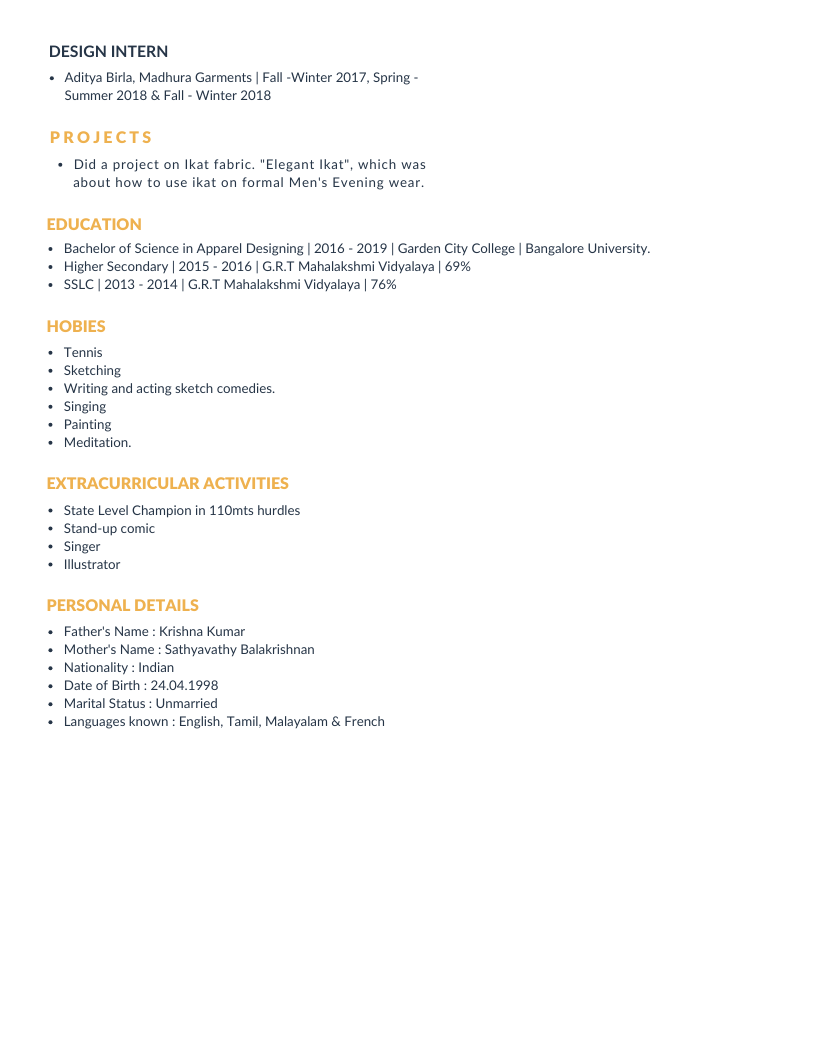 DESIGN INTERN
• Aditya Birla, Madhura Garments | Fall -Winter 2017, Spring -
Summer 2018 & Fall - Winter 2018
PROJECTS
• Did a project on Ikat fabric. "Elegant Ikat", which was
about how to use ikat on formal Men's Evening wear.
EDUCATION
• Bachelor of Science in Apparel Designing | 2016 - 2019 | Garden City College | Bangalore University.
• Higher Secondary | 2015 - 2016 | G.R.T Mahalakshmi Vidyalaya | 69%
• SSLC | 2013 - 2014 | G.R.T Mahalakshmi Vidyalaya | 76%
HOBIES
• Tennis
• Sketching
• Writing and acting sketch comedies.
• Singing
• Painting
• Meditation.
EXTRACURRICULAR ACTIVITIES
• State Level Champion in 110mts hurdles
• Stand-up comic
• Singer
• Illustrator
PERSONAL DETAILS
• Father's Name : Krishna Kumar
• Mother's Name : Sathyavathy Balakrishnan
• Nationality : Indian
• Date of Birth : 24.04.1998
• Marital Status : Unmarried
• Languages known : English, Tamil, Malayalam & French